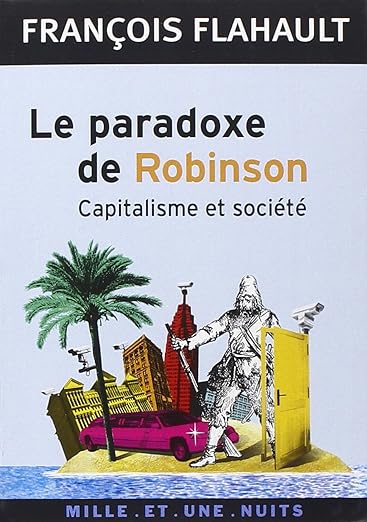 FRANÇOIS FLAHAULT
Le paradoxe
de Robinson
Capitalisme et société
MILLE.ET.UNE.NUITS